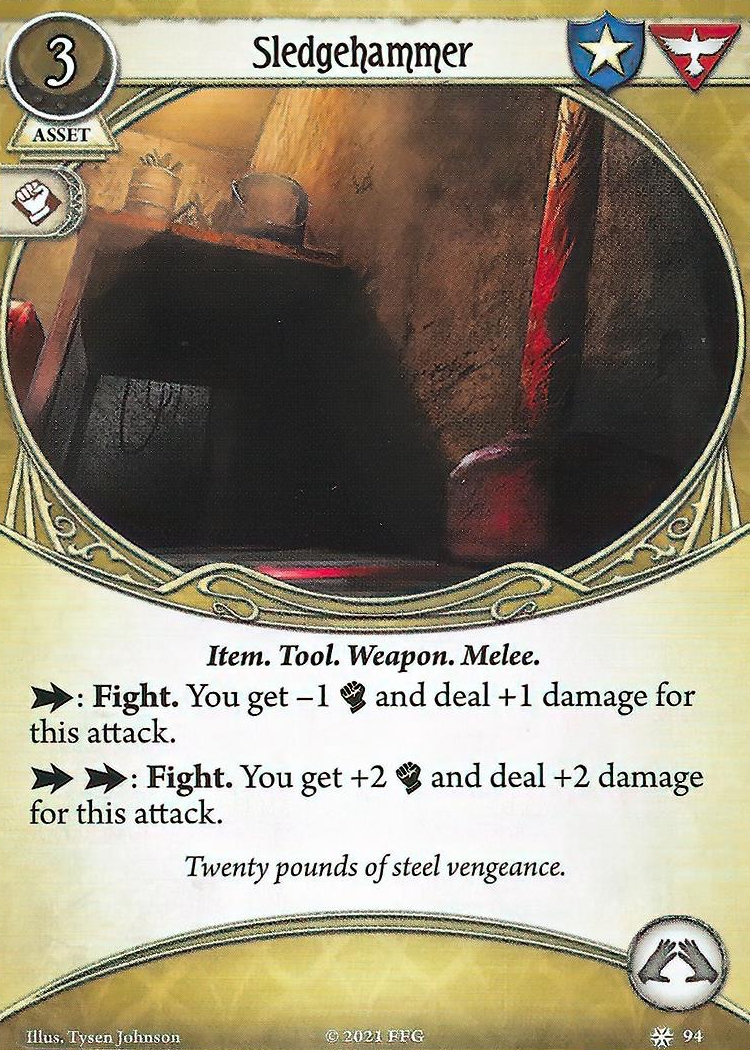 3
Sledgehammer
ASSET
Item. Tool. Weapon. Melee.
: Fight. You get –1 and deal +1 damage for
this attack.
: Fight. You get +2 and deal +2 damage
for this attack.
Twenty pounds of steel vengeance.
Illus. Tysen Johnson
© 2021 FFG
94